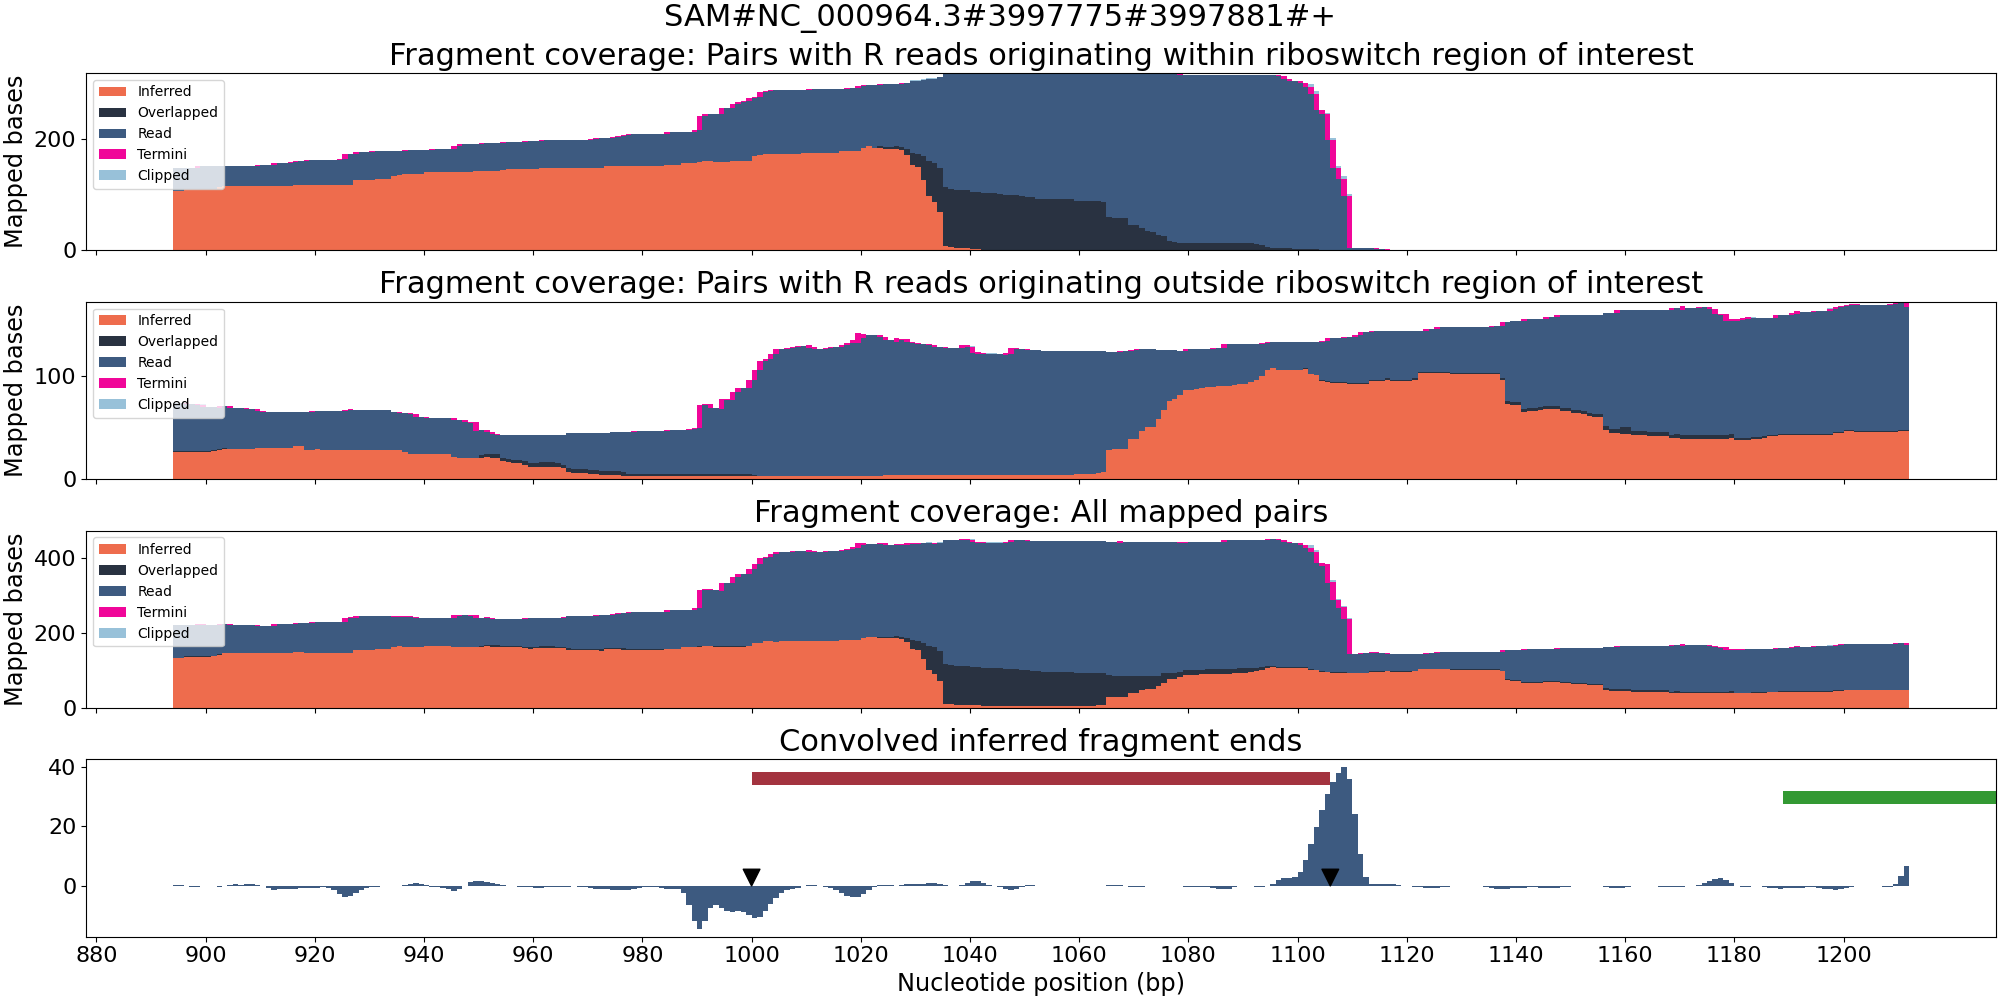 SAM#NC_000964.3#3997775#3997881#+
Fragment coverage: Pairs with R reads originating within riboswitch region of interest
Mapped bases
200
0
Inferred
Overlapped
Read
Termini
Clipped
Fragment coverage: Pairs with R reads originating outside riboswitch region of interest
Mapped bases
100
0
Inferred
Overlapped
Read
Termini
Clipped
Fragment coverage: All mapped pairs
Mapped bases
400
200
0
Inferred
Overlapped
Read
Termini
Clipped
Convolved inferred fragment ends
40
20
0
880 900 920 940 960 980 1000 1020 1040 1060 1080 1100 1120 1140 1160 1180 1200
Nucleotide position (bp)